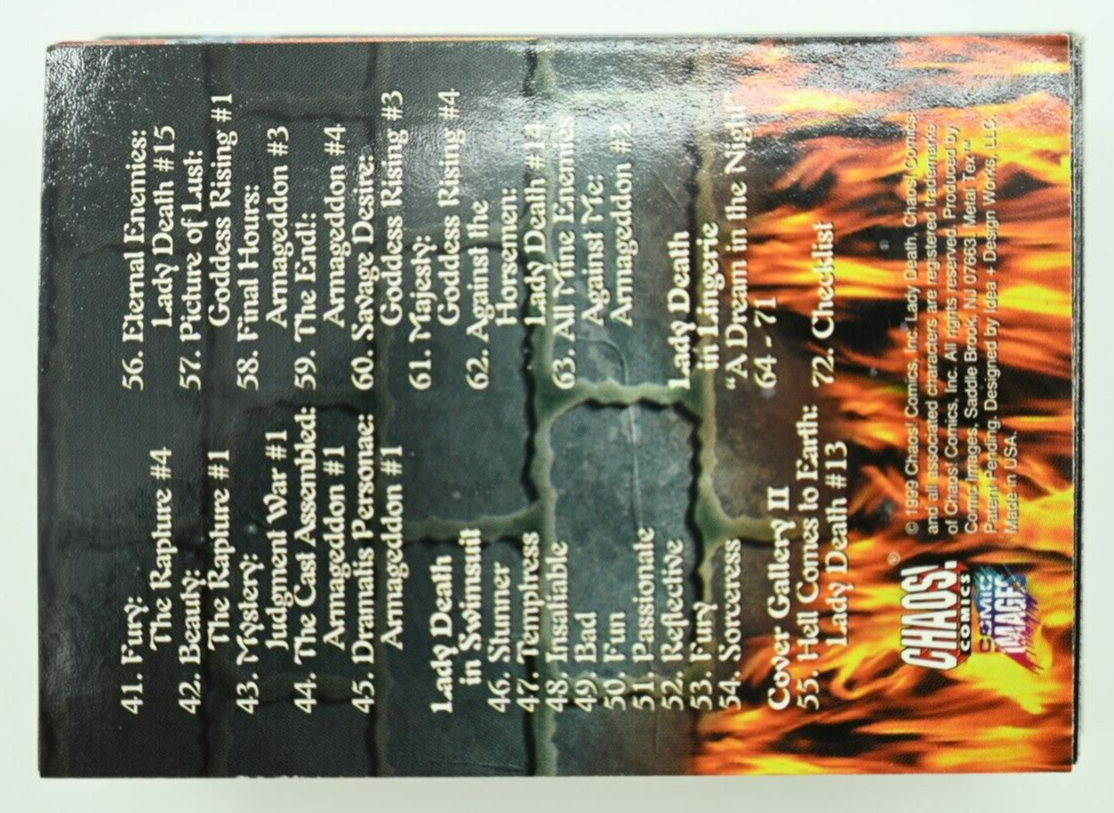 41. Fury:
The Rapture #4
42. Beauty:
The Rapture #1
43. Mystery:
Judgment War #1
44. The Cast Assembled:
Armageddon #1
45. Dramatis Personae:
Armageddon #1
Lady Death
in Swimsuit
46. Stunner
47. Temptress
48. Insatiable
49. Bad
50. Fun
51. Passionate
52. Reflective
53. Fury
54. Sorceress
Cover Gallery II
55. Hell Comes to Earth:
Lady Death #13
56. Eternal Enemies:
Lady Death #15
57. Picture of Lust:
Goddess Rising #1
58. Final Hours:
Armageddon #3
59. The End!:
Armageddon #4
60. Savage Desire:
Goddess Rising #3
61. Majesty:
Goddess Rising #4
62. Against the
Horsemen:
Lady Death #14
63. All Mine Enemies
Against Me:
Armageddon #2
Lady Death
in Lingerie
"A Dream in the Night"
64 - 71
72. Checklist
CHAOS!®
COMICS
COMIC
IMAGES
© 1999 Chaos! Comics, Inc. Lady Death, Chaos! Comics
and all associated characters are registered trademarks
of Chaos! Comics, Inc. All rights reserved. Produced by
Comic Images, Saddle Brook, NJ 07663 Metal Tex™
Patent Pending. Designed by Idea + Design Works, LLC.
Made in USA.